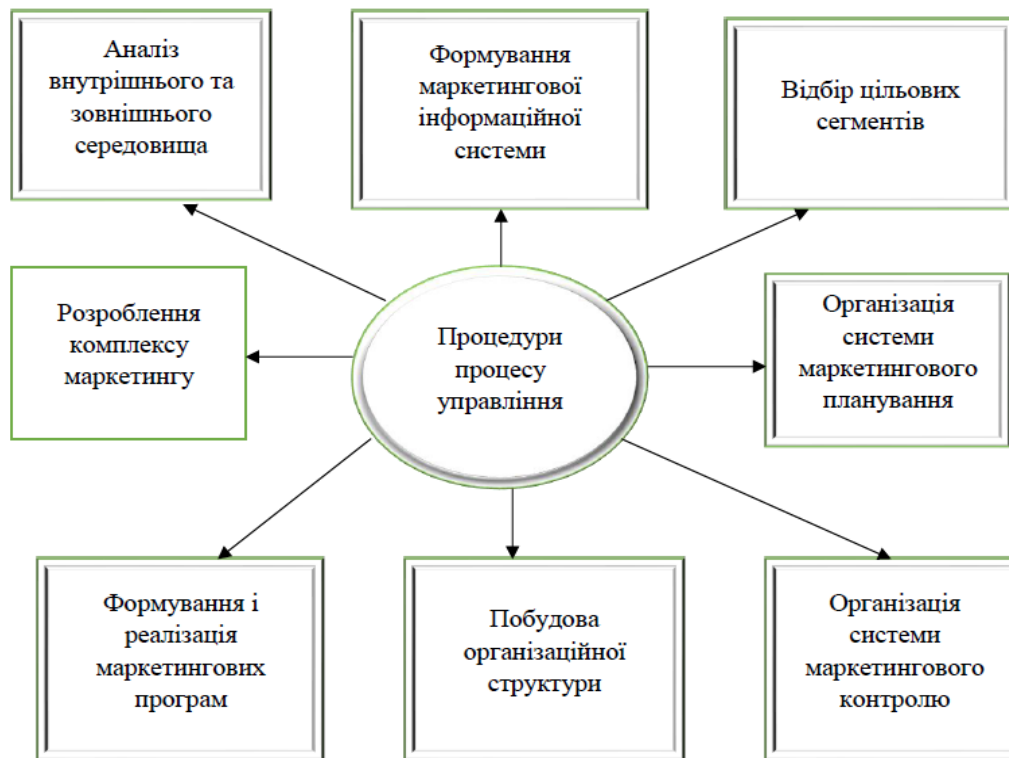 Аналіз
внутрішнього та
зовнішнього
середовища
Формування
маркетингової
інформаційної
системи
Відбір цільових
сегментів
Розроблення
комплексу
маркетингу
Процедури
процесу
управління
Організація
системи
маркетингового
планування
Формування і
реалізація
маркетингових
програм
Побудова
організаційної
структури
Організація
системи
маркетингового
контролю